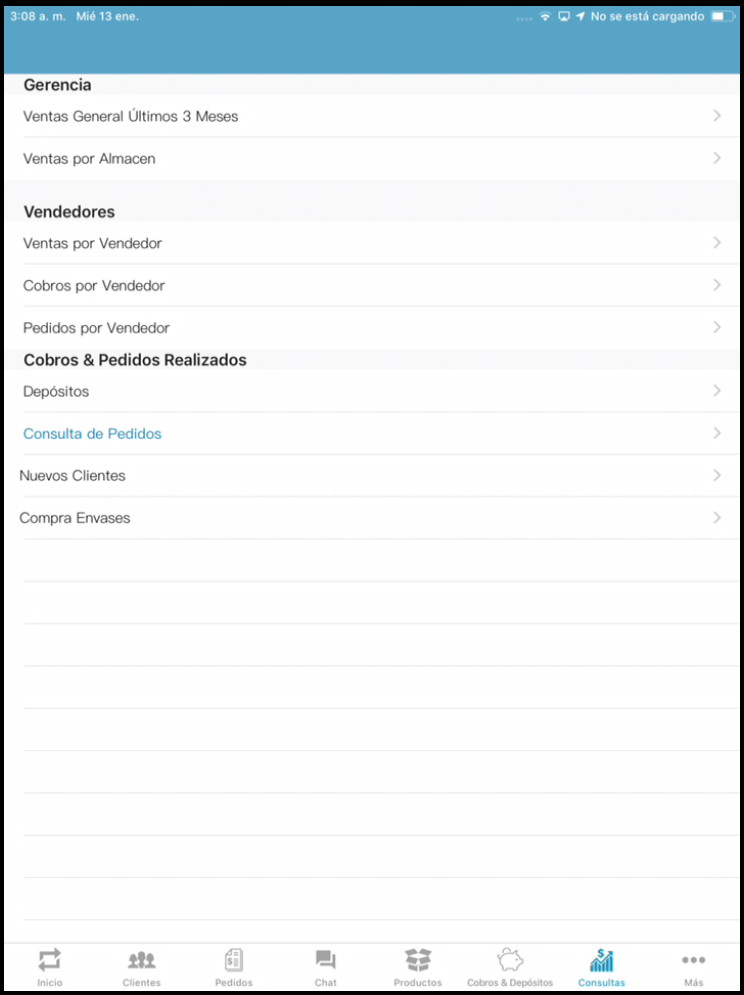 3:08 a. m. Mié 13 ene.
No se está cargando
Gerencia
Ventas General Últimos 3 Meses
Ventas por Almacen
Vendedores
Ventas por Vendedor
Cobros por Vendedor
Pedidos por Vendedor
Cobros & Pedidos Realizados
Depósitos
Consulta de Pedidos
Nuevos Clientes
Compra Envases
Inicio
Clientes
Pedidos
Chat
Productos
Cobros & Depósitos
Consultas
Más